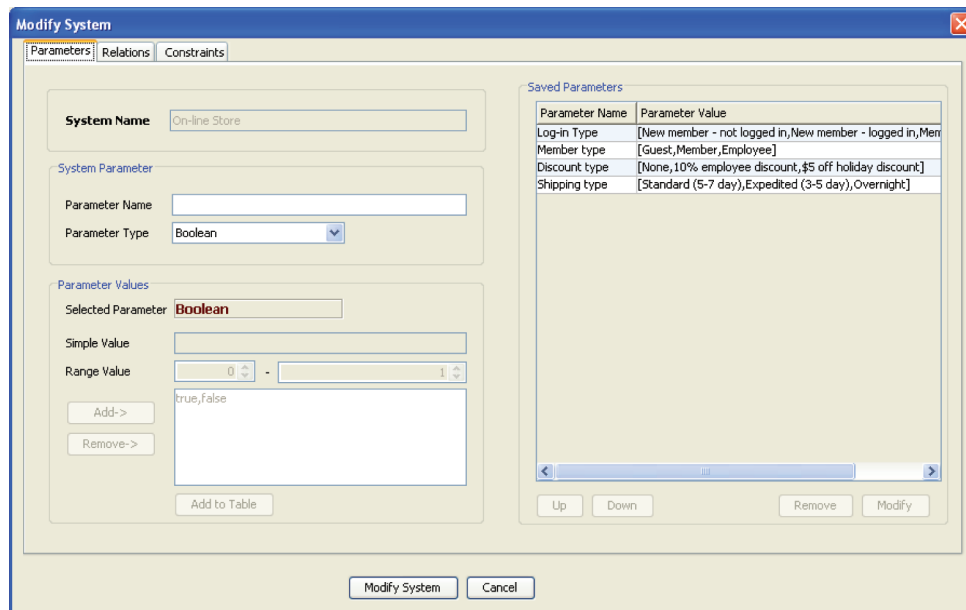 Modify System
Parameters Relations Constraints
System Name On-line Store
System Parameter
Parameter Name
Parameter Type Boolean
Parameter Values
Selected Parameter Boolean
Simple Value
Range Value 0 - 1
true,false
Add->
Remove->
Add to Table
Saved Parameters
Parameter Name Parameter Value
Log-in Type [New member - not logged in,New member - logged in,Mem
Member type [Guest,Member,Employee]
Discount type [None,10% employee discount,$5 off holiday discount]
Shipping type [Standard (5-7 day),Expedited (3-5 day),Overnight]
Up Down Remove Modify
Modify System Cancel